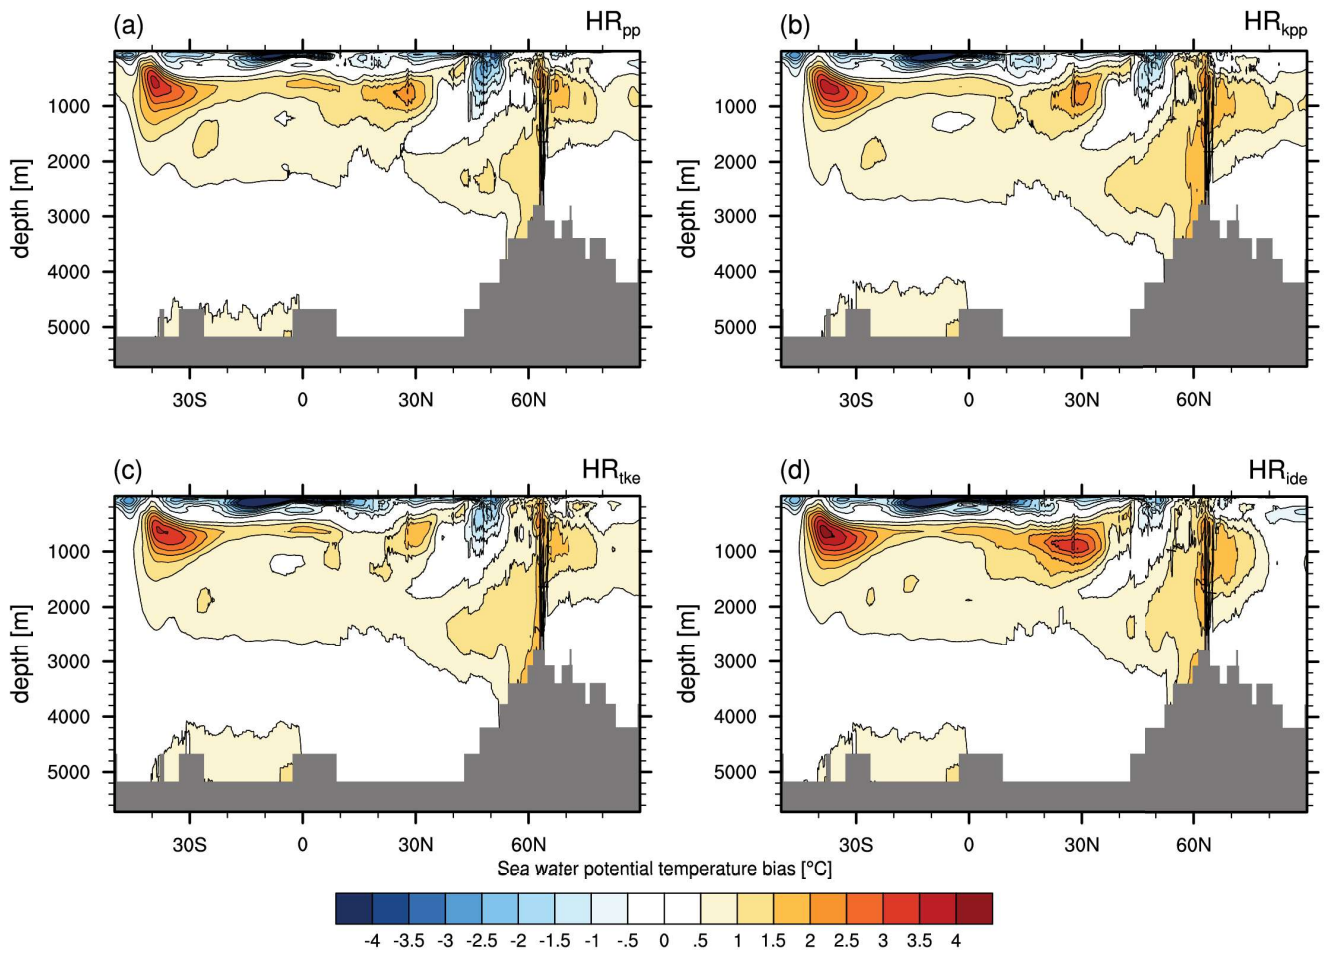 (a) HRpp
(b) HRkpp
depth [m]
1000
2000
3000
4000
5000
30S 0 30N 60N
depth [m]
1000
2000
3000
4000
5000
30S 0 30N 60N
(c) HRtke
(d) HRide
depth [m]
1000
2000
3000
4000
5000
30S 0 30N 60N
depth [m]
1000
2000
3000
4000
5000
30S 0 30N 60N
Sea water potential temperature bias [°C]
-4 -3.5 -3 -2.5 -2 -1.5 -1 -.5 0 .5 1 1.5 2 2.5 3 3.5 4